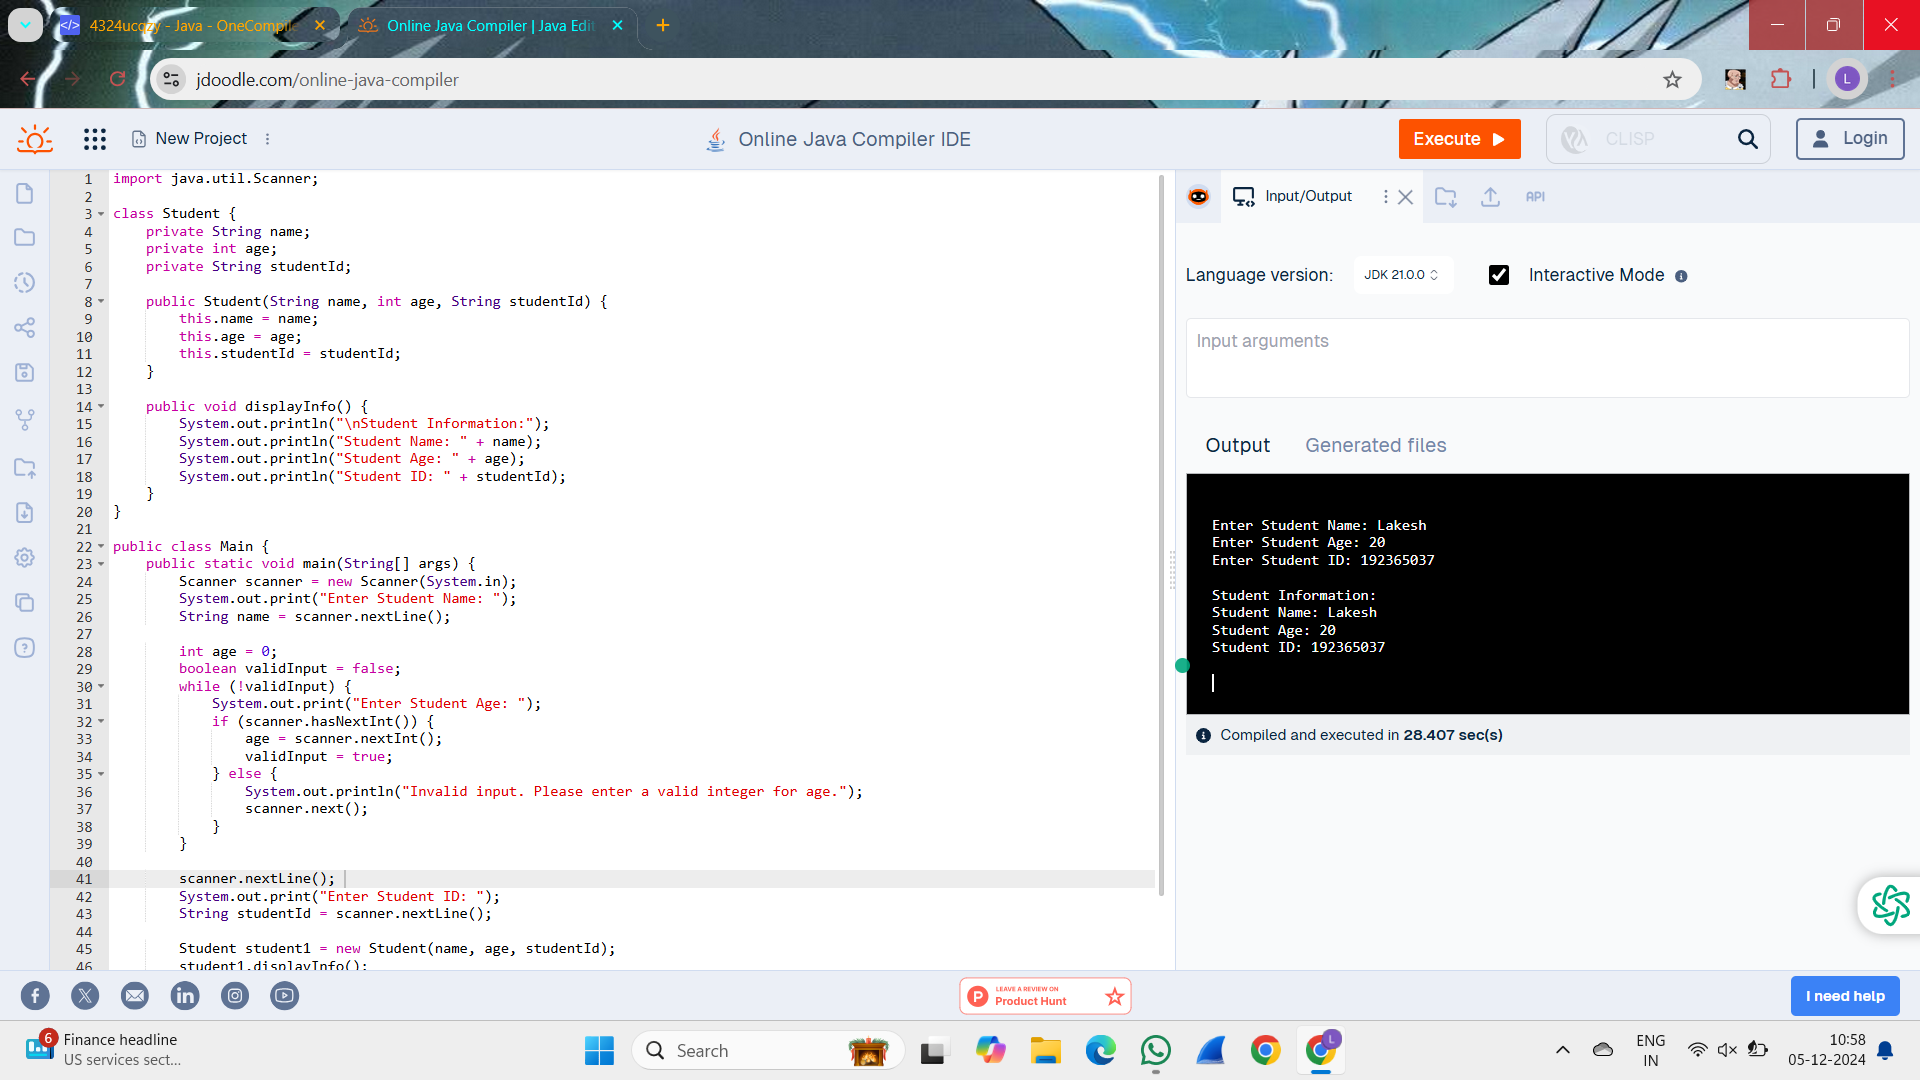 4324ucqzy - Java - OneCompile
Online Java Compiler | Java Edi
jdoodle.com/online-java-compiler
L
New Project
Online Java Compiler IDE
Execute
CLISP
Login
1 import java.util.Scanner;
2
3 class Student {
4 private String name;
5 private int age;
6 private String studentId;
7
8 public Student(String name, int age, String studentId) {
9 this.name = name;
10 this.age = age;
11 this.studentId = studentId;
12 }
13
14 public void displayInfo() {
15 System.out.println("\nStudent Information:");
16 System.out.println("Student Name: " + name);
17 System.out.println("Student Age: " + age);
18 System.out.println("Student ID: " + studentId);
19 }
20 }
21
22 public class Main {
23 public static void main(String[] args) {
24 Scanner scanner = new Scanner(System.in);
25 System.out.print("Enter Student Name: ");
26 String name = scanner.nextLine();
27
28 int age = 0;
29 boolean validInput = false;
30 while (!validInput) {
31 System.out.print("Enter Student Age: ");
32 if (scanner.hasNextInt()) {
33 age = scanner.nextInt();
34 validInput = true;
35 } else {
36 System.out.println("Invalid input. Please enter a valid integer for age.");
37 scanner.next();
38 }
39 }
40
41 scanner.nextLine();
42 System.out.print("Enter Student ID: ");
43 String studentId = scanner.nextLine();
44
45 Student student1 = new Student(name, age, studentId);
46 student1.displayInfo();
Input/Output
API
Language version:
JDK 21.0.0
Interactive Mode
Input arguments
Output
Generated files
Enter Student Name: Lakesh
Enter Student Age: 20
Enter Student ID: 192365037
Student Information:
Student Name: Lakesh
Student Age: 20
Student ID: 192365037
Compiled and executed in 28.407 sec(s)
LEAVE A REVIEW ON
Product Hunt
I need help
6
Finance headline
US services sect...
Search
L
ENG
IN
10:58
05-12-2024